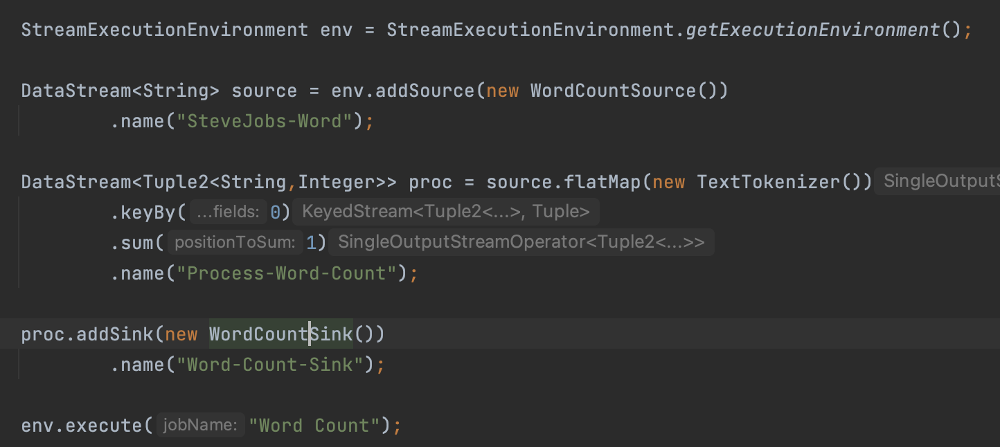 StreamExecutionEnvironment env = StreamExecutionEnvironment.getExecutionEnvironment();
DataStream<String> source = env.addSource(new WordCountSource())
.name("SteveJobs-Word");
DataStream<Tuple2<String,Integer>> proc = source.flatMap(new TextTokenizer()) SingleOutputS
.keyBy( ...fields: 0) KeyedStream<Tuple2<...>, Tuple>
.sum( positionToSum: 1) SingleOutputStreamOperator<Tuple2<...>>
.name("Process-Word-Count");
proc.addSink(new WordCountSink())
.name("Word-Count-Sink");
env.execute( jobName: "Word Count");